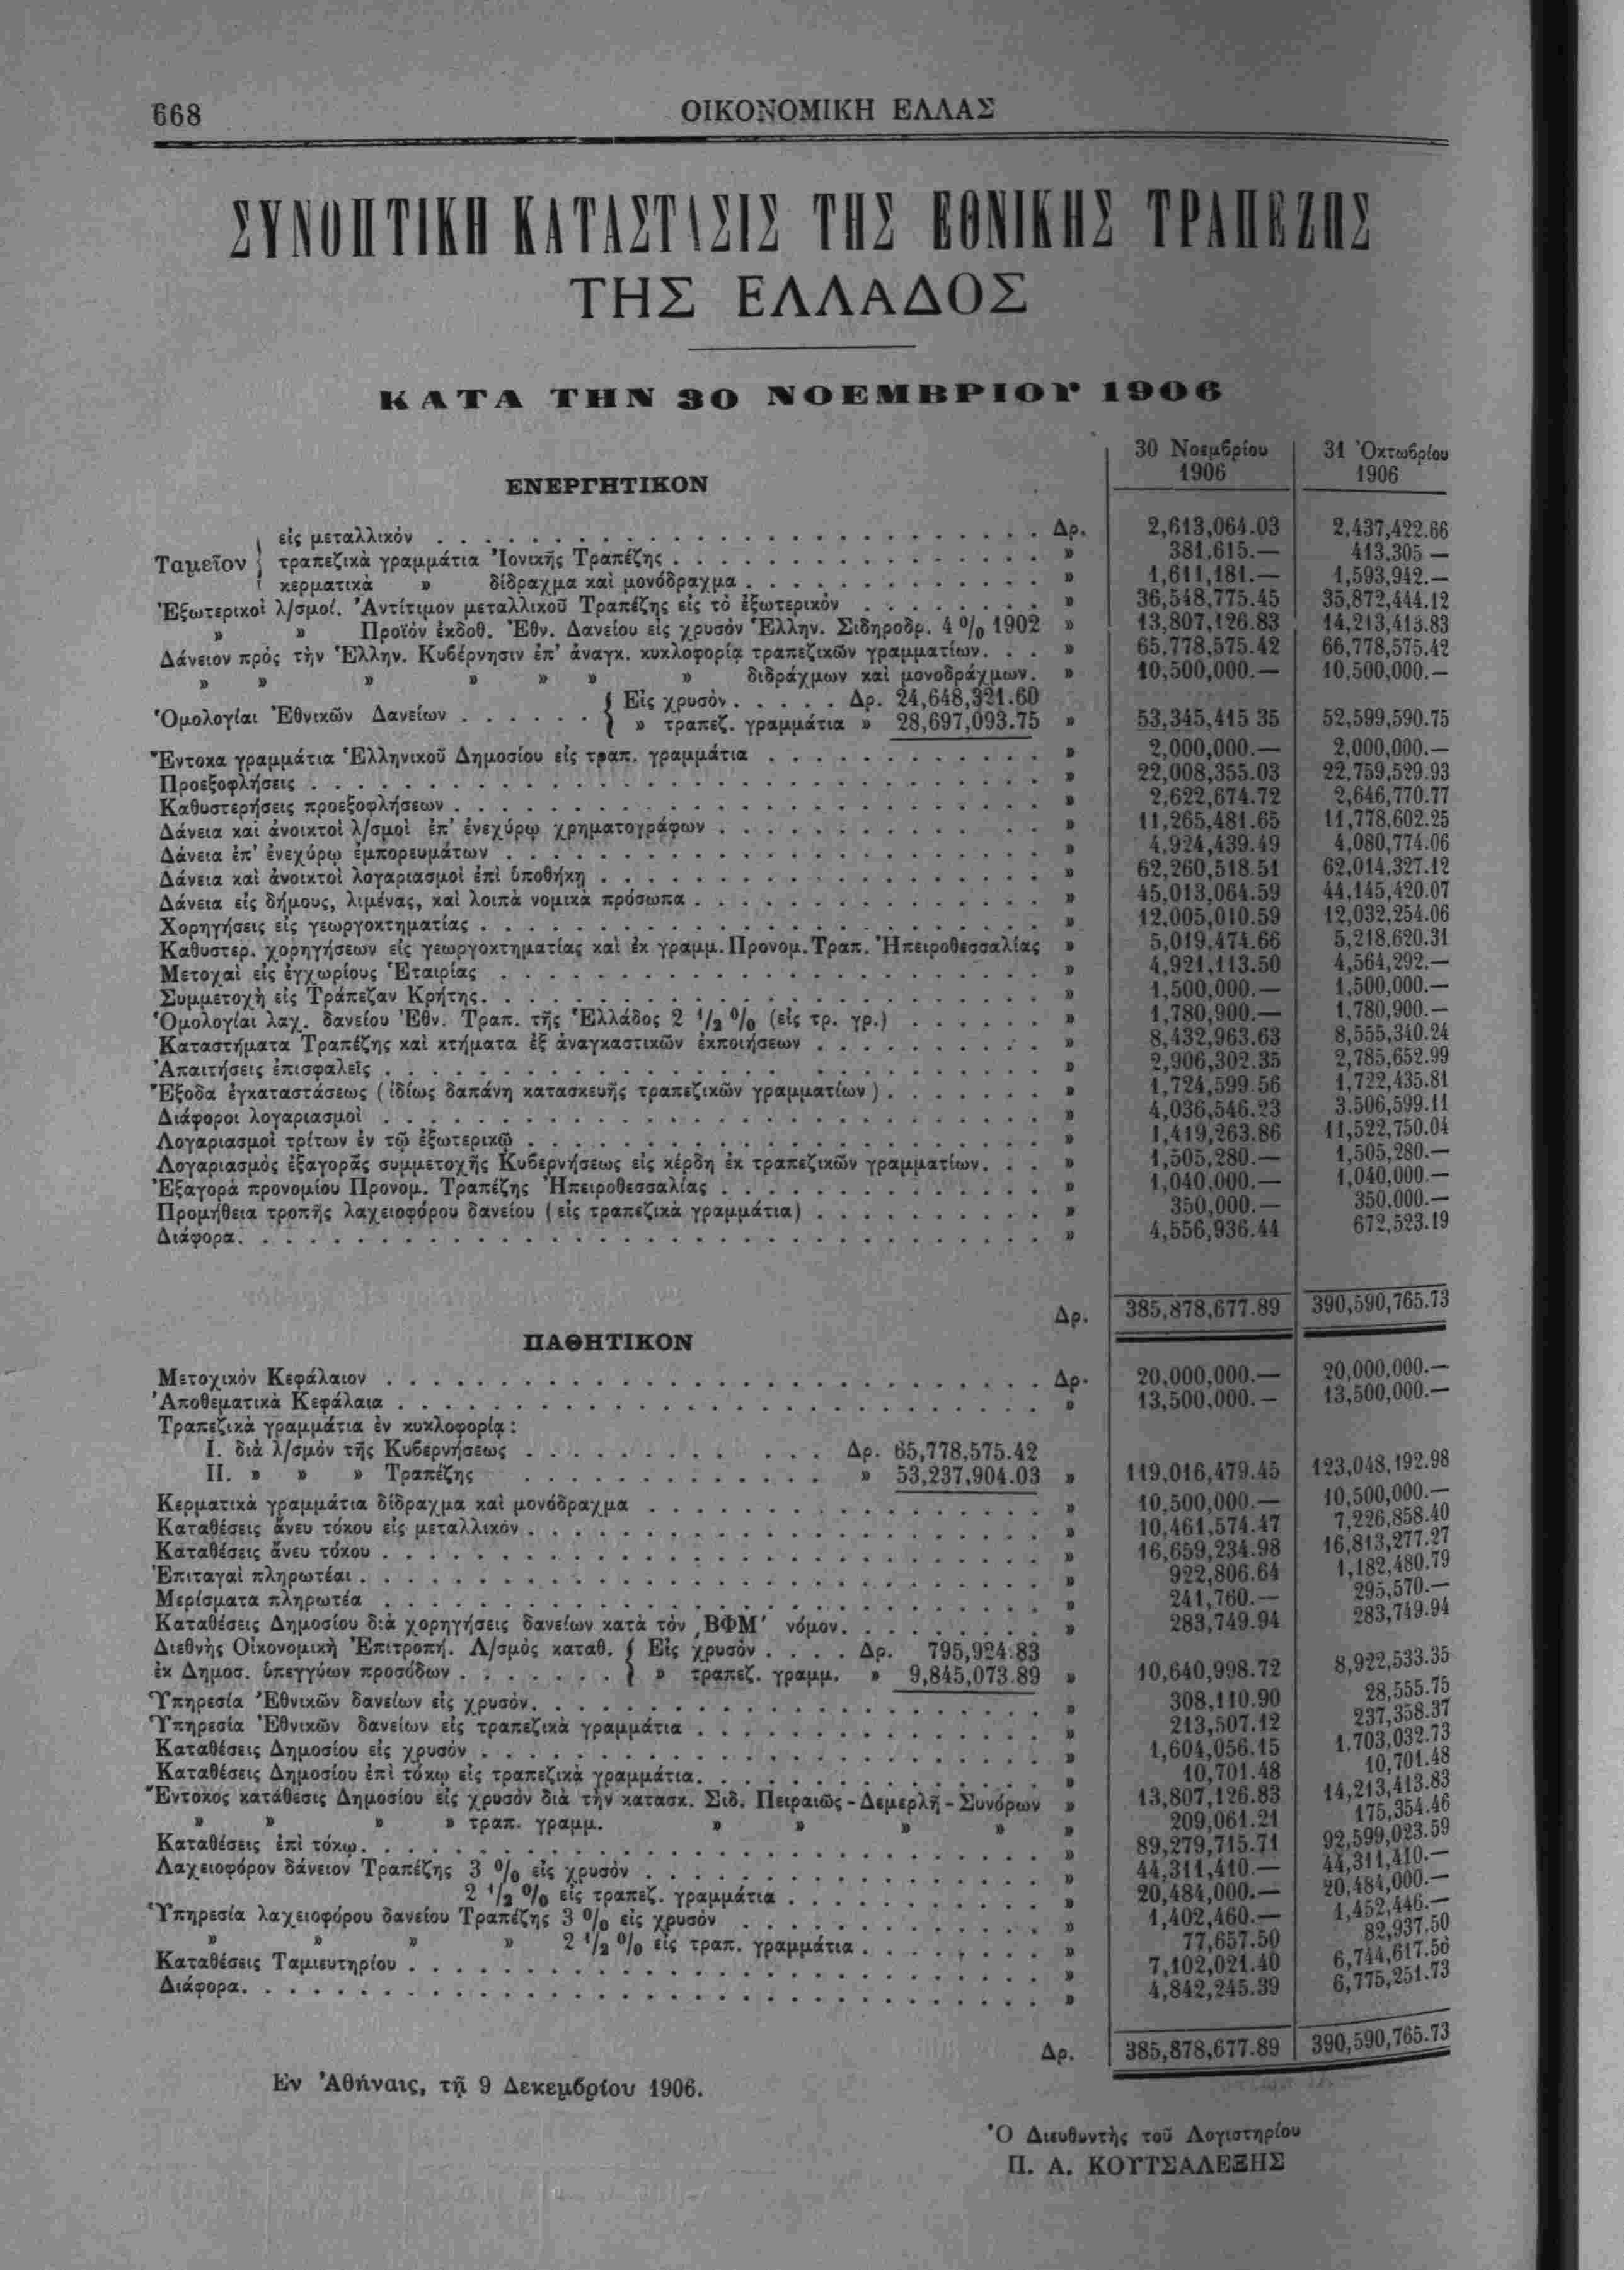 668 ΟΙΚΟΝΟΜΙΚΗ ΕΛΛΑΣ
ΣΥΝΟΠΤΙΚΗ ΚΑΤΑΣΤΑΣΙΣ ΤΗΣ ΕΘΝΙΚΗΣ ΤΡΑΠΕΖΗΣ
ΤΗΣ ΕΛΛΑΔΟΣ
ΚΑΤΑ ΤΗΝ 30 ΝΟΕΜΒΡΙΟΥ 1906
30 Νοεμβρίου 31 Ὀκτωβρίου
1906 1906
ΕΝΕΡΓΗΤΙΚΟΝ
εἰς μεταλλικόν . . . Δρ. 2,613,064.03 2,437,422.66
Ταμεῖον { τραπεζικὰ γραμμάτια Ἰονικῆς Τραπέζης . . . » 381,615.— 413,305 —
κερματικὰ » δίδραχμα καὶ μονόδραχμα . . . » 1,611,181.— 1,593,942.—
Ἐξωτερικοὶ λ/σμοί. Ἀντίτιμον μεταλλικοῦ Τραπέζης εἰς τὸ ἐξωτερικόν . . . » 36,548,775.45 35,872,444.12
» » Προϊὸν ἐκδοθ. Ἐθν. Δανείου εἰς χρυσὸν Ἑλλην. Σιδηροδρ. 4 % 1902 » 13,807,126.83 14,213,413.83
Δάνειον πρὸς τὴν Ἑλλην. Κυβέρνησιν ἐπ' ἀναγκ. κυκλοφορίᾳ τραπεζικῶν γραμματίων. . . » 65,778,575.42 66,778,575.42
» » » » » » » διδράχμων καὶ μονοδράχμων. » 10,500,000.— 10,500,000.—
{ Εἰς χρυσὸν . . . . . Δρ. 24,648,321.60
Ὁμολογίαι Ἐθνικῶν Δανείων . . . . . . } » τραπεζ. γραμμάτια » 28,697,093.75 » 53,345,415 35 52,599,590.75
Ἔντοκα γραμμάτια Ἑλληνικοῦ Δημοσίου εἰς τραπ. γραμμάτια . . . » 2,000,000.— 2,000,000.—
Προεξοφλήσεις . . . » 22,008,355.03 22,759,529.93
Καθυστερήσεις προεξοφλήσεων . . . » 2,622,674.72 2,646,770.77
Δάνεια καὶ ἀνοικτοὶ λ/σμοὶ ἐπ' ἐνεχύρῳ χρηματογράφων . . . » 11,265,481.65 11,778,602.25
Δάνεια ἐπ' ἐνεχύρῳ ἐμπορευμάτων . . . » 4,924,439.49 4,080,774.06
Δάνεια καὶ ἀνοικτοὶ λογαριασμοὶ ἐπὶ ὑποθήκῃ . . . » 62,260,518.51 62,014,327.12
Δάνεια εἰς δήμους, λιμένας, καὶ λοιπὰ νομικὰ πρόσωπα . . . » 45,013,064.59 44,145,420.07
Χορηγήσεις εἰς γεωργοκτηματίας . . . » 12,005,010.59 12,032,254.06
Καθυστερ. χορηγήσεων εἰς γεωργοκτηματίας καὶ ἐκ γραμμ. Προνομ. Τραπ. Ἠπειροθεσσαλίας » 5,019,474.66 5,218,620.31
Μετοχαὶ εἰς ἐγχωρίους Ἑταιρίας . . . » 4,921,113.50 4,564,292.—
Συμμετοχὴ εἰς Τράπεζαν Κρήτης. . . » 1,500,000.— 1,500,000.—
Ὁμολογίαι λαχ. δανείου Ἐθν. Τραπ. τῆς Ἑλλάδος 2 1/2 % (εἰς τρ. γρ.) . . . » 1,780,900.— 1,780,900.—
Καταστήματα Τραπέζης καὶ κτήματα ἐξ ἀναγκαστικῶν ἐκποιήσεων . . . » 8,432,963.63 8,555,340.24
Ἀπαιτήσεις ἐπισφαλεῖς . . . » 2,906,302.35 2,785,652.99
Ἔξοδα ἐγκαταστάσεως (ἰδίως δαπάνη κατασκευῆς τραπεζικῶν γραμματίων) . . . » 1,724,599.56 1,722,435.81
Διάφοροι λογαριασμοὶ . . . » 4,036,546.23 3,506,599.11
Λογαριασμοὶ τρίτων ἐν τῷ ἐξωτερικῷ . . . » 1,419,263.86 11,522,750.04
Λογαριασμὸς ἐξαγορᾶς συμμετοχῆς Κυβερνήσεως εἰς κέρδη ἐκ τραπεζικῶν γραμματίων. . . » 1,505,280.— 1,505,280.—
Ἐξαγορὰ προνομίου Προνομ. Τραπέζης Ἠπειροθεσσαλίας . . . » 1,040,000.— 1,040,000.—
Προμήθεια τροπῆς λαχειοφόρου δανείου (εἰς τραπεζικὰ γραμμάτια) . . . » 350,000.— 350,000.—
Διάφορα. . . » 4,556,936.44 672,523.19
Δρ. 385,878,677.89 390,590,765.73
ΠΑΘΗΤΙΚΟΝ
Μετοχικὸν Κεφάλαιον . . . Δρ. 20,000,000.— 20,000,000.—
Ἀποθεματικὰ Κεφάλαια . . . » 13,500,000.— 13,500,000.—
Τραπεζικὰ γραμμάτια ἐν κυκλοφορίᾳ:
I. διὰ λ/σμὸν τῆς Κυβερνήσεως . . . Δρ. 65,778,575.42
II. » » » Τραπέζης . . . » 53,237,904.03 » 119,016,479.45 123,048,192.98
Κερματικὰ γραμμάτια δίδραχμα καὶ μονόδραχμα . . . » 10,500,000.— 10,500,000.—
Καταθέσεις ἄνευ τόκου εἰς μεταλλικόν . . . » 10,461,574.47 7,226,858.40
Καταθέσεις ἄνευ τόκου . . . » 16,659,234.98 16,813,277.27
Ἐπιταγαὶ πληρωτέαι . . . » 922,806.64 1,182,480.79
Μερίσματα πληρωτέα . . . » 241,760.— 295,570.—
Καταθέσεις Δημοσίου διὰ χορηγήσεις δανείων κατὰ τὸν ͵ΒΦΜ' νόμον. . . » 283,749.94 283,749.94
Διεθνὴς Οἰκονομικὴ Ἐπιτροπή. Λ/σμὸς καταθ. { Εἰς χρυσὸν . . . . Δρ. 795,924.83
ἐκ Δημοσ. ὑπεγγύων προσόδων . . . . . . . } » τραπεζ. γραμμ. » 9,845,073.89 » 10,640,998.72 8,922,533.35
Ὑπηρεσία Ἐθνικῶν δανείων εἰς χρυσόν. . . » 308,110.90 28,555.75
Ὑπηρεσία Ἐθνικῶν δανείων εἰς τραπεζικὰ γραμμάτια . . . » 213,507.12 237,358.37
Καταθέσεις Δημοσίου εἰς χρυσόν . . . » 1,604,056.15 1.703,032.73
Καταθέσεις Δημοσίου ἐπὶ τόκῳ εἰς τραπεζικὰ γραμμάτια. . . » 10,701.48 10,701.48
Ἔντοκος κατάθεσις Δημοσίου εἰς χρυσὸν διὰ τὴν κατασκ. Σιδ. Πειραιῶς - Δεμερλῆ - Συνόρων » 13,807,126.83 14,213,413.83
» » » » τραπ. γραμμ. » » » » » 209,061.21 175,354.46
Καταθέσεις ἐπὶ τόκῳ. . . » 89,279,715.71 92,599,023.59
Λαχειοφόρον δάνειον Τραπέζης 3 % εἰς χρυσὸν . . . » 44,311,410.— 44,311,410.—
2 1/2 % εἰς τραπεζ. γραμμάτια . . . » 20,484,000.— 20,484,000.—
Ὑπηρεσία λαχειοφόρου δανείου Τραπέζης 3 % εἰς χρυσὸν . . . » 1,402,460.— 1,452,446.—
» » » » 2 1/2 % εἰς τραπ. γραμμάτια . . . » 77,657.50 82,937.50
Καταθέσεις Ταμιευτηρίου . . . » 7,102,021.40 6,744,617.56
Διάφορα. . . » 4,842,245.39 6,775,251.73
Δρ. 385,878,677.89 390,590,765.73
Εν Ἀθήναις, τῇ 9 Δεκεμβρίου 1906.
Ὁ Διευθυντὴς τοῦ Λογιστηρίου
Π. Α. ΚΟΥΤΣΑΛΕΞΗΣ